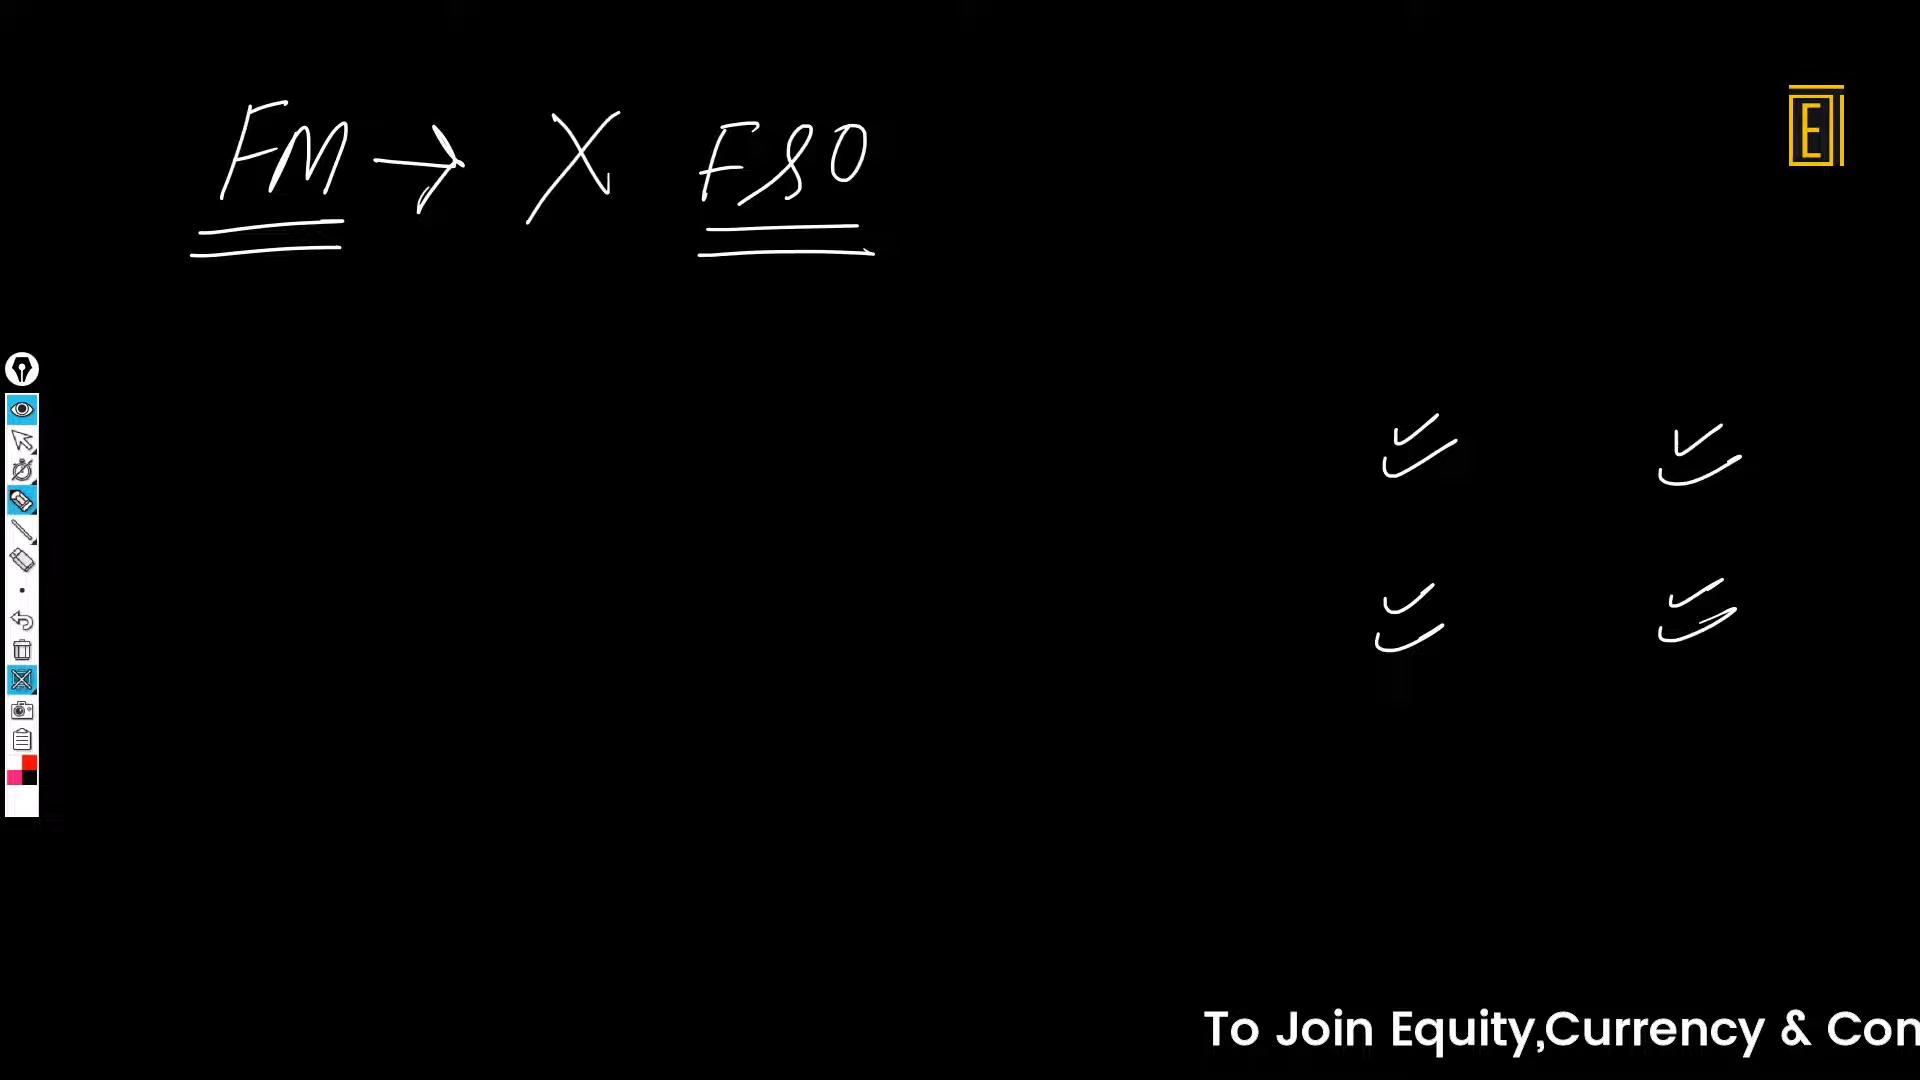 FM → X F&O
E
To Join Equity,Currency & Con